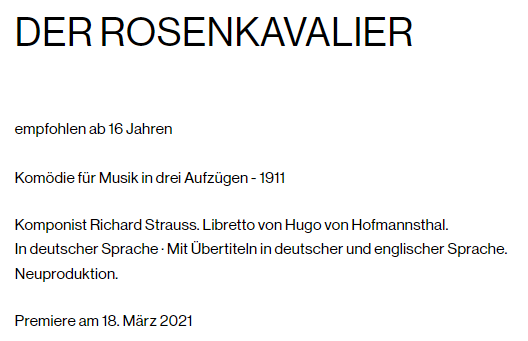 DER ROSENKAVALIER
empfohlen ab 16 Jahren
Komödie für Musik in drei Aufzügen - 1911
Komponist Richard Strauss. Libretto von Hugo von Hofmannsthal.
In deutscher Sprache · Mit Übertiteln in deutscher und englischer Sprache.
Neuproduktion.
Premiere am 18. März 2021